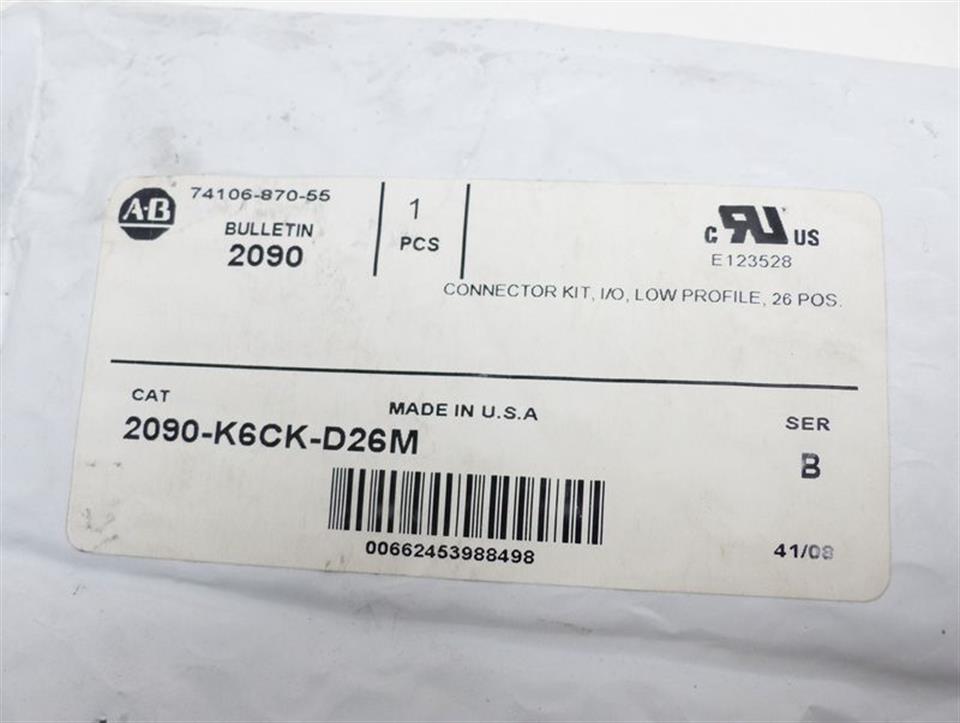 A-B
74106-870-55
BULLETIN
2090
1
PCS
C RU US
E123528
CONNECTOR KIT, I/O, LOW PROFILE, 26 POS.
CAT
MADE IN U.S.A
SER
2090-K6CK-D26M
B
00662453988498
41/08